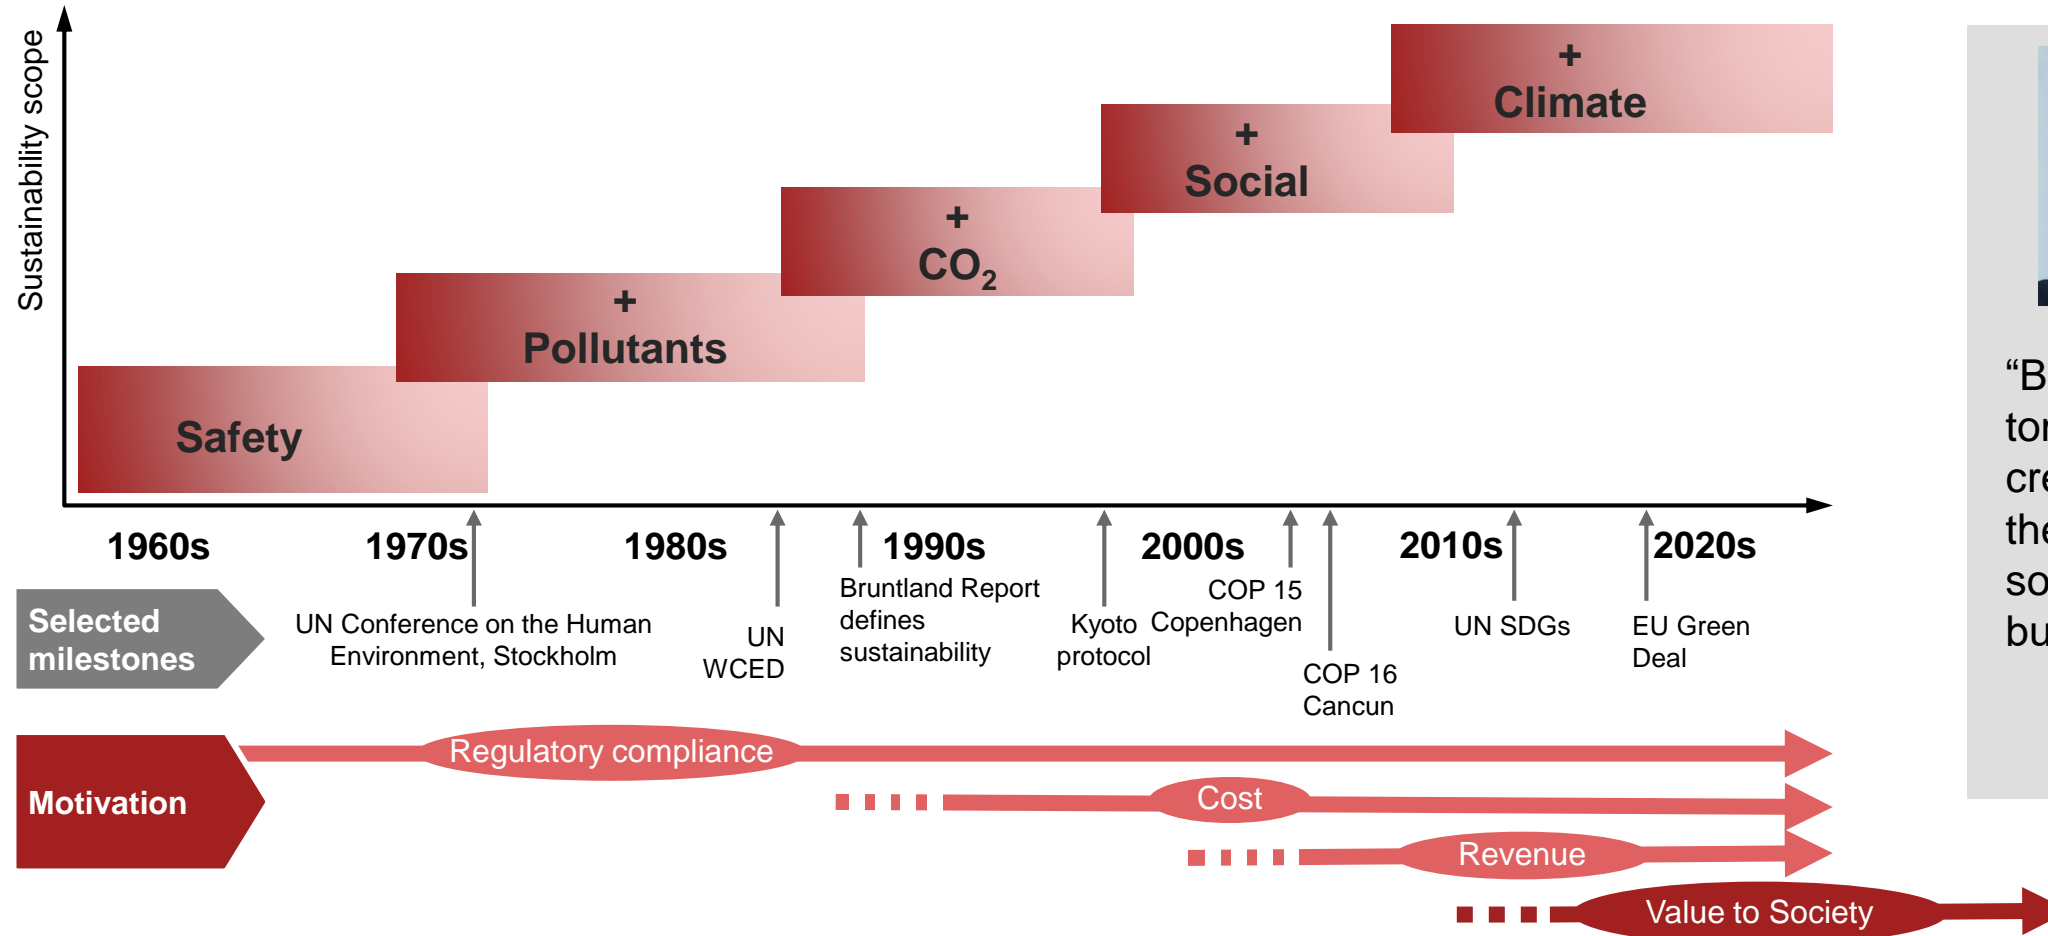 Sustainability scope
+
Climate
+
Social
+
CO₂
+
Pollutants
Safety
1960s 1970s 1980s 1990s 2000s 2010s 2020s
Selected
milestones
UN Conference on the Human
Environment, Stockholm
UN
WCED
Bruntland Report
defines
sustainability
Kyoto
protocol
COP 15
Copenhagen
COP 16
Cancun
UN SDGs
EU Green
Deal
Motivation
Regulatory compliance
Cost
Revenue
Value to Society